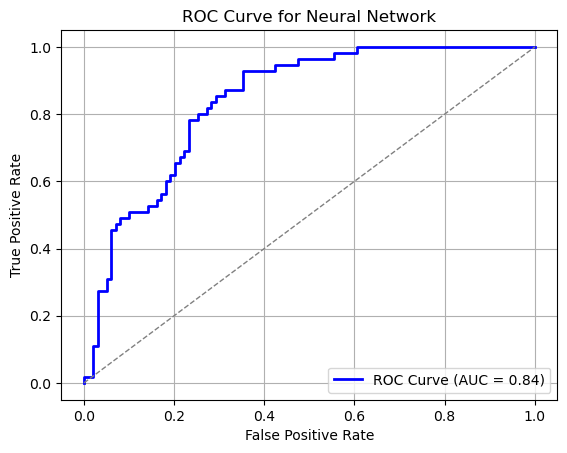 ROC Curve for Neural Network
True Positive Rate
1.0
0.8
0.6
0.4
0.2
0.0
ROC Curve (AUC = 0.84)
0.0 0.2 0.4 0.6 0.8 1.0
False Positive Rate